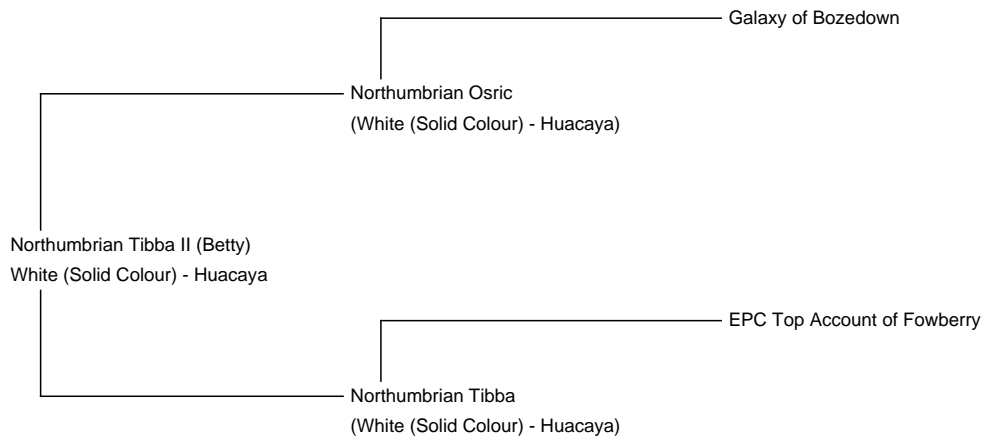 Galaxy of Bozedown
Northumbrian Osric
(White (Solid Colour) - Huacaya)
Northumbrian Tibba II (Betty)
White (Solid Colour) - Huacaya
EPC Top Account of Fowberry
Northumbrian Tibba
(White (Solid Colour) - Huacaya)